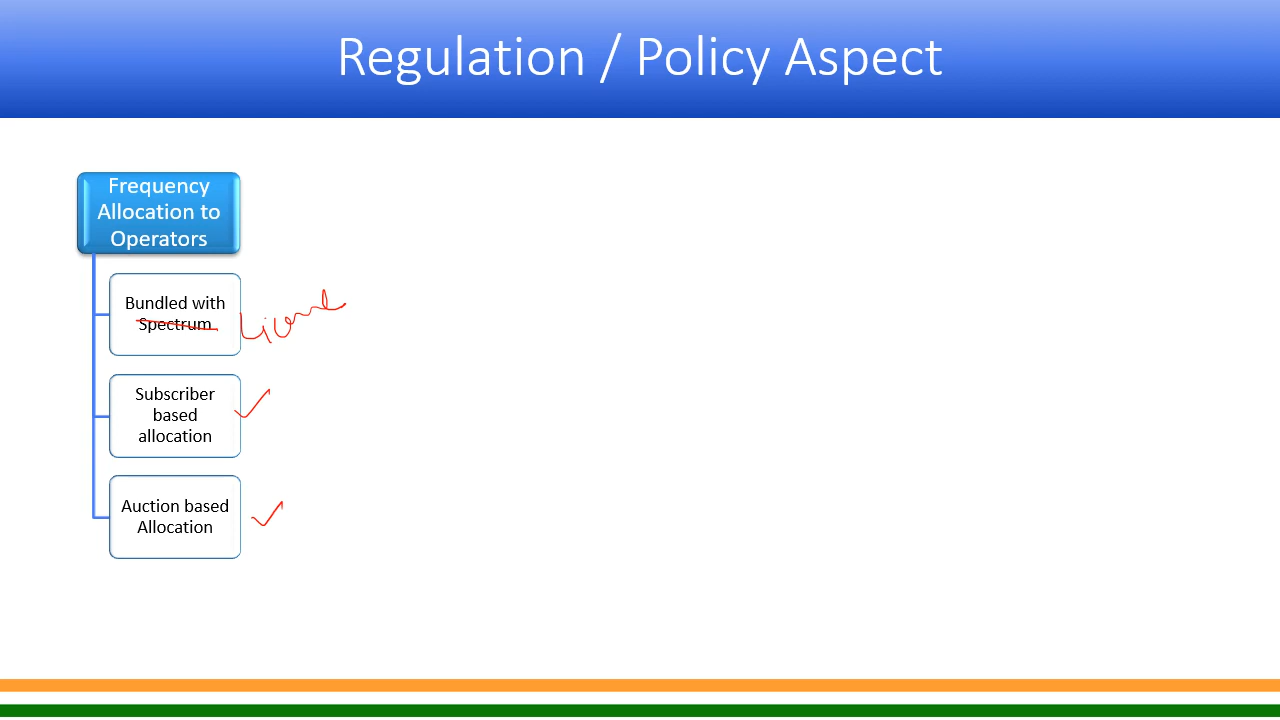 Regulation / Policy Aspect
Frequency
Allocation to
Operators
Bundled with
Spectrum
Subscriber
based
allocation
Auction based
Allocation